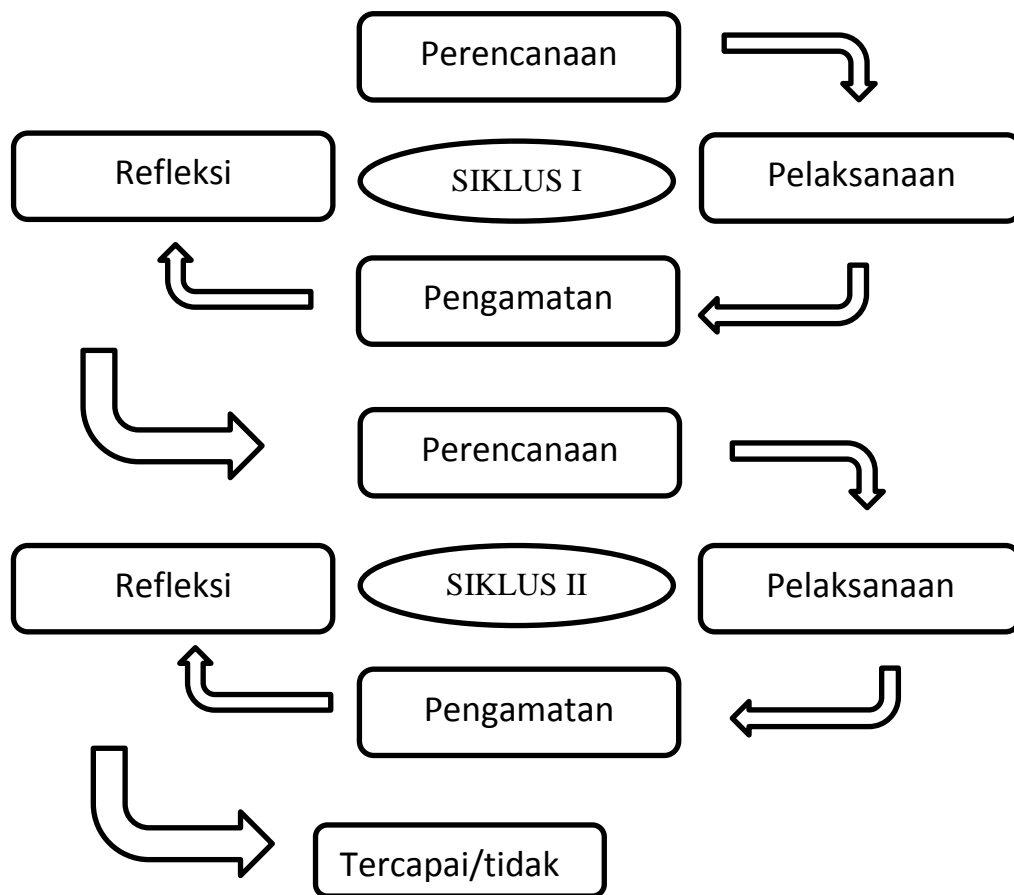 Perencanaan
Refleksi
SIKLUS I
Pelaksanaan
Pengamatan
Perencanaan
Refleksi
SIKLUS II
Pelaksanaan
Pengamatan
Tercapai/tidak